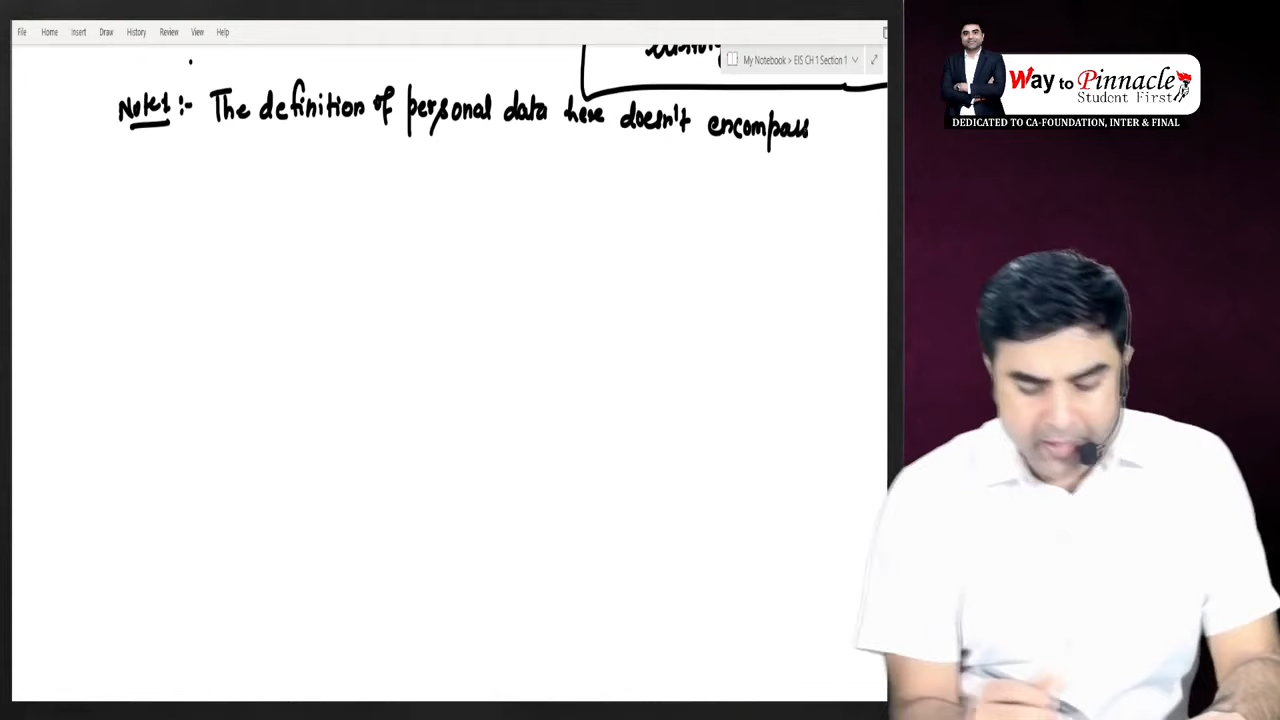 File Home Insert Draw History Review View Help
My Notebook > EIS CH 1 Section 1
Note1 :- The definition of personal data here doesn't encompass
Way to Pinnacle
Student First
DEDICATED TO CA-FOUNDATION, INTER & FINAL